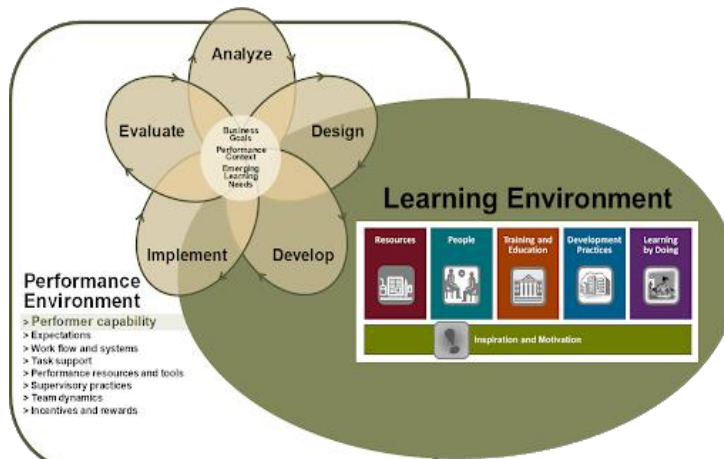 Analyze
Evaluate
Design
Business
Goals
Performance
Context
Emerging
Learning
Needs
Implement
Develop
Learning Environment
Resources
People
Training and
Education
Development
Practices
Learning
by Doing
Inspiration and Motivation
Performance
Environment
> Performer capability
> Expectations
> Work flow and systems
> Task support
> Performance resources and tools
> Supervisory practices
> Team dynamics
> Incentives and rewards